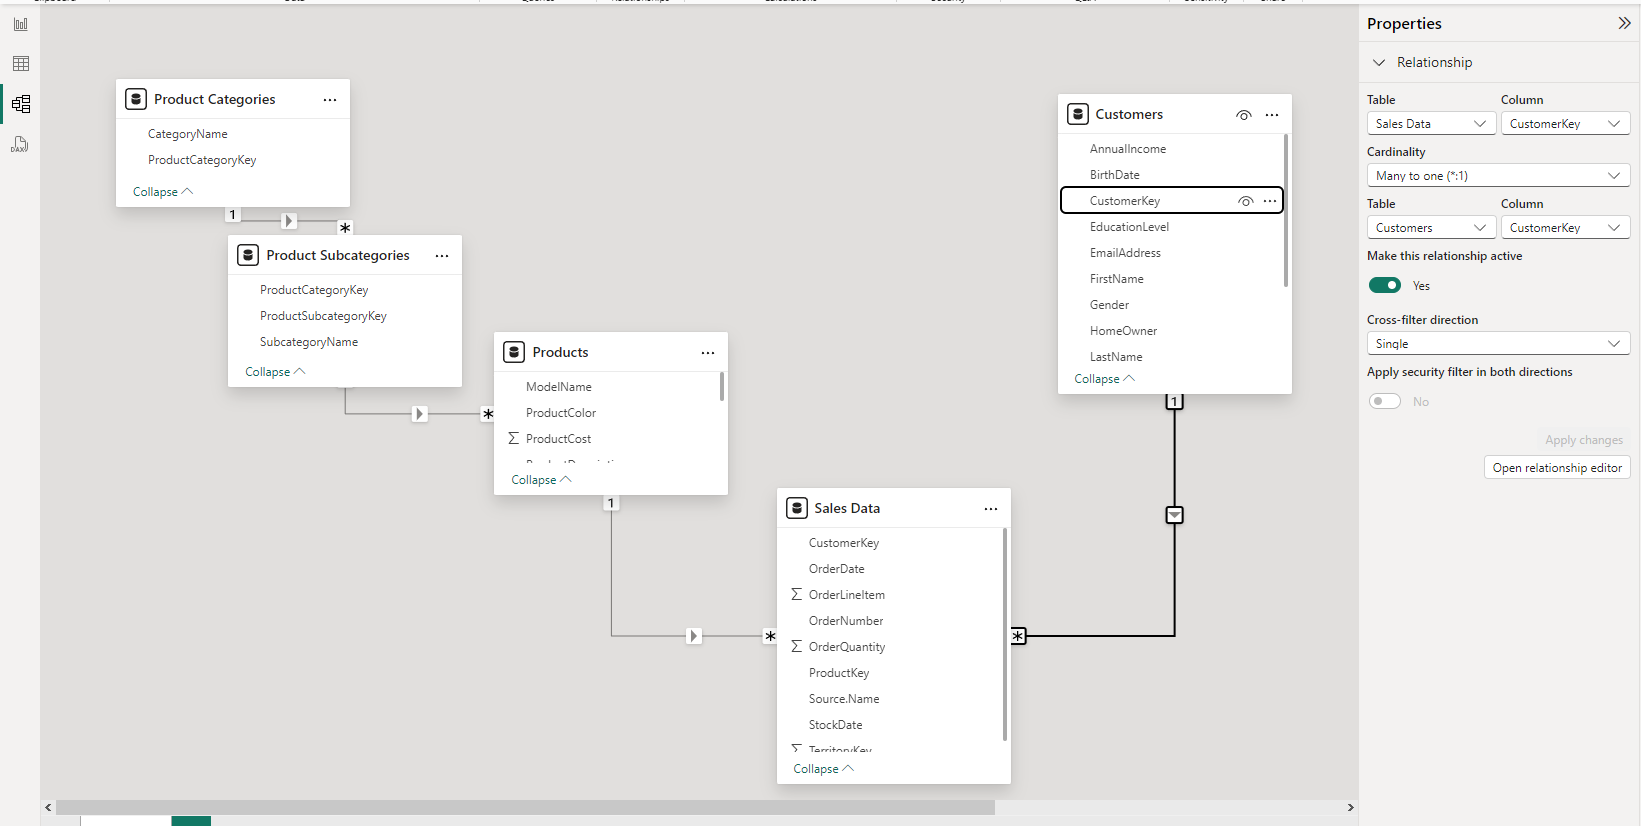 Product Categories
CategoryName
ProductCategoryKey
Collapse
1
*
Product Subcategories
ProductCategoryKey
ProductSubcategoryKey
SubcategoryName
Collapse
*
Products
ModelName
ProductColor
ProductCost
Collapse
1
*
Sales Data
CustomerKey
OrderDate
OrderLineItem
OrderNumber
OrderQuantity
ProductKey
Source.Name
StockDate
TerritoryKey
Collapse
*
Customers
AnnualIncome
BirthDate
CustomerKey
EducationLevel
EmailAddress
FirstName
Gender
HomeOwner
LastName
Collapse
1
DAX
Properties
Relationship
Table Column
Sales Data CustomerKey
Cardinality
Many to one (*:1)
Table Column
Customers CustomerKey
Make this relationship active
Yes
Cross-filter direction
Single
Apply security filter in both directions
No
Apply changes
Open relationship editor